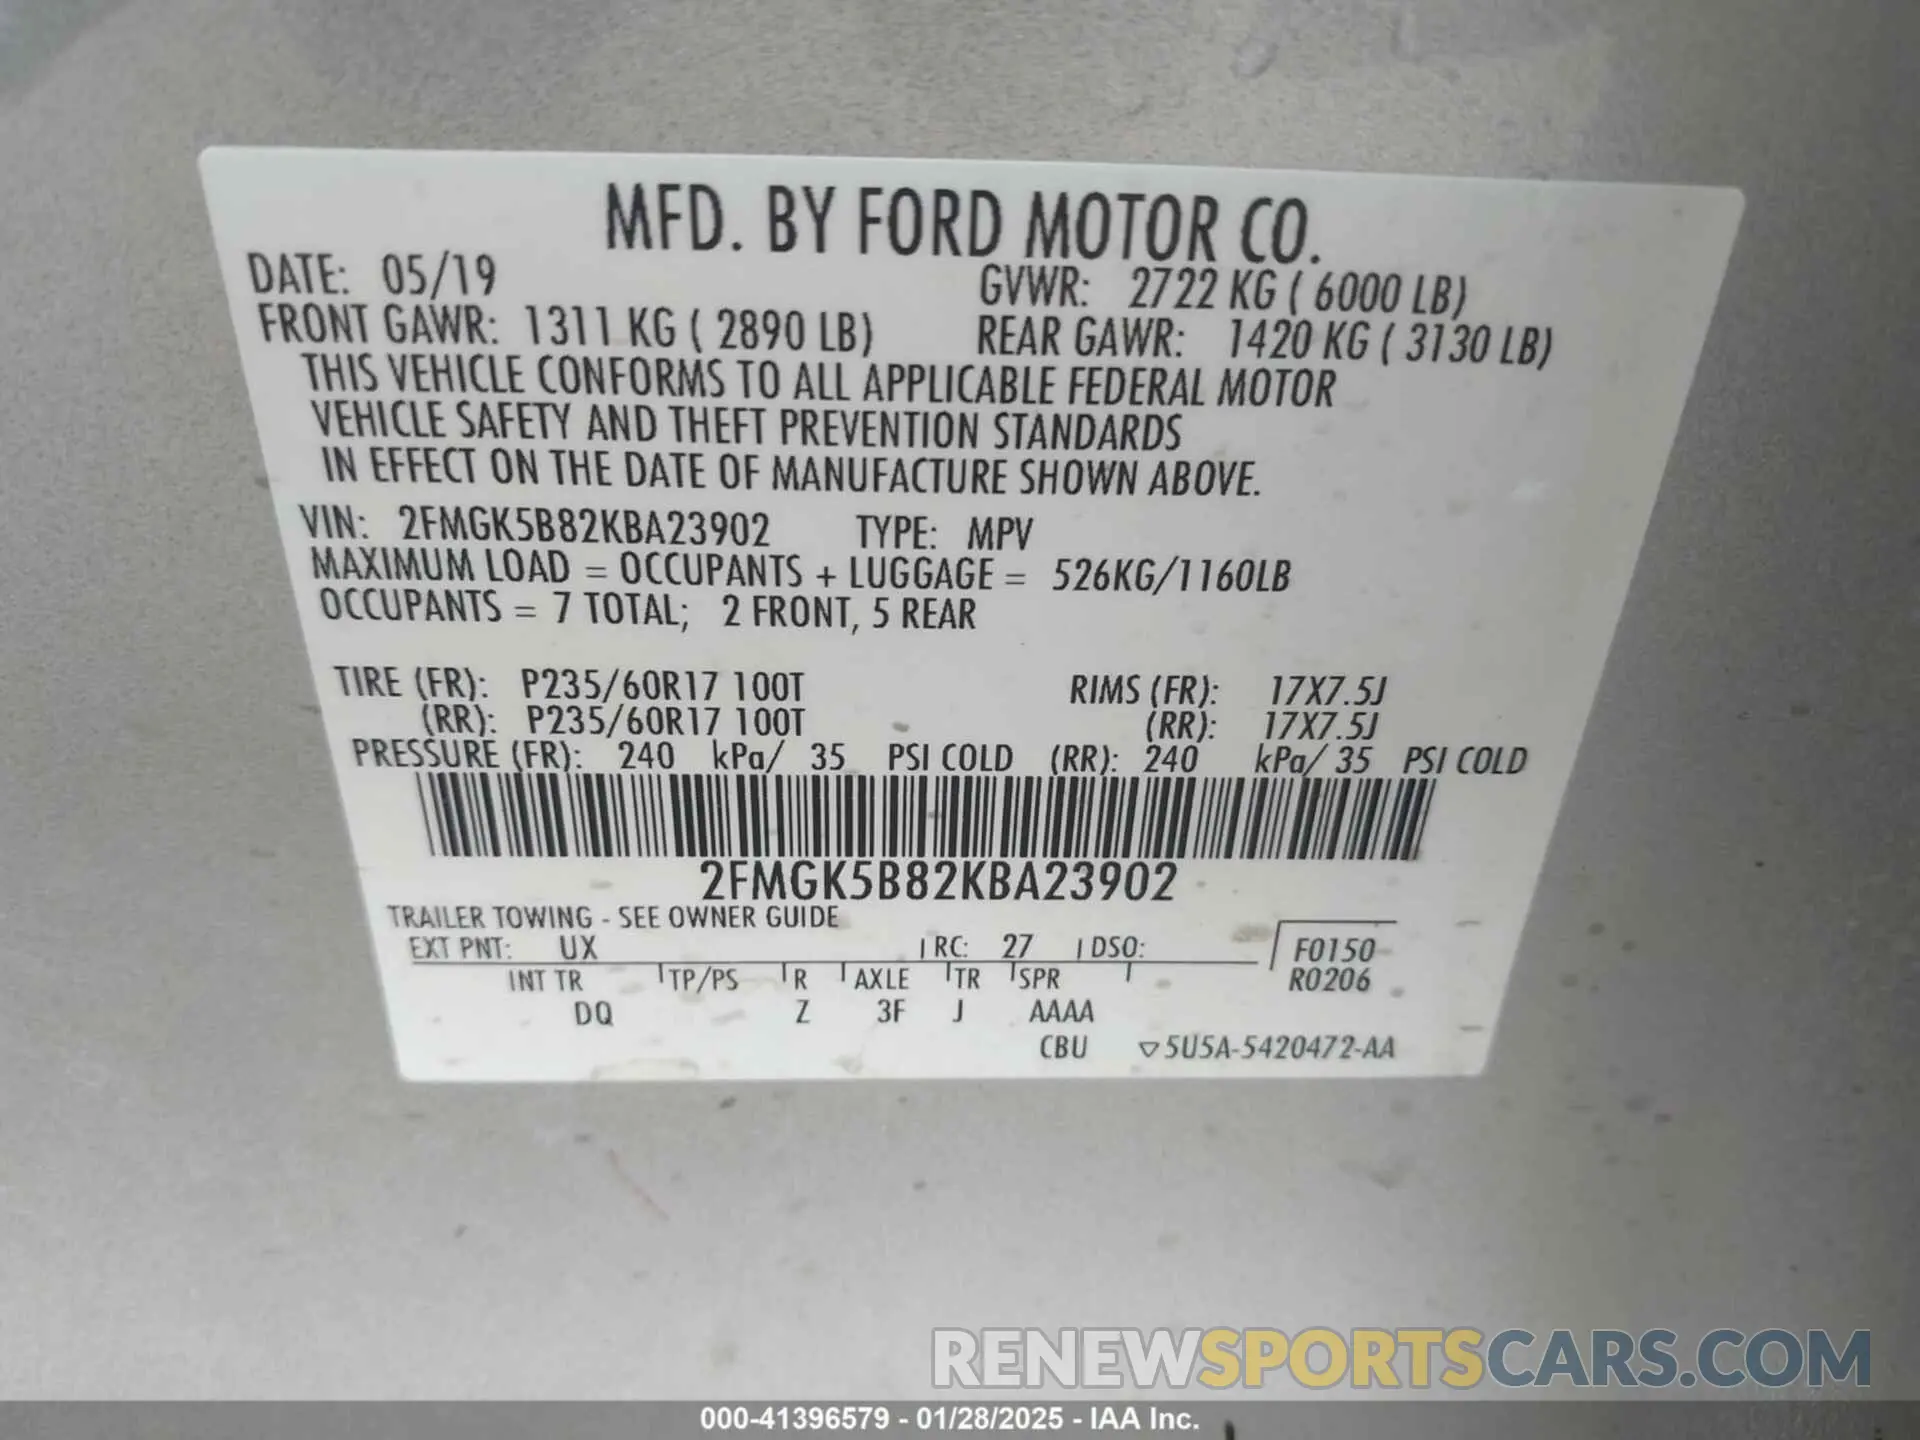 MFD. BY FORD MOTOR CO.
DATE: 05/19 GVWR: 2722 KG ( 6000 LB)
FRONT GAWR: 1311 KG ( 2890 LB) REAR GAWR: 1420 KG ( 3130 LB)
THIS VEHICLE CONFORMS TO ALL APPLICABLE FEDERAL MOTOR
VEHICLE SAFETY AND THEFT PREVENTION STANDARDS
IN EFFECT ON THE DATE OF MANUFACTURE SHOWN ABOVE.
VIN: 2FMGK5B82KBA23902 TYPE: MPV
MAXIMUM LOAD = OCCUPANTS + LUGGAGE = 526KG/1160LB
OCCUPANTS = 7 TOTAL; 2 FRONT, 5 REAR
TIRE (FR): P235/60R17 100T RIMS (FR): 17X7.5J
(RR): P235/60R17 100T (RR): 17X7.5J
PRESSURE (FR): 240 kPa/ 35 PSI COLD (RR): 240 kPa/ 35 PSI COLD
2FMGK5B82KBA23902
TRAILER TOWING - SEE OWNER GUIDE
EXT PNT: UX RC: 27 DSO: F0150
INT TR TP/PS R AXLE TR SPR R0206
DQ Z 3F J AAAA
CBU ▽5U5A-5420472-AA
RENEWSPORTSCARS.COM
000-41396579 - 01/28/2025 - IAA Inc.